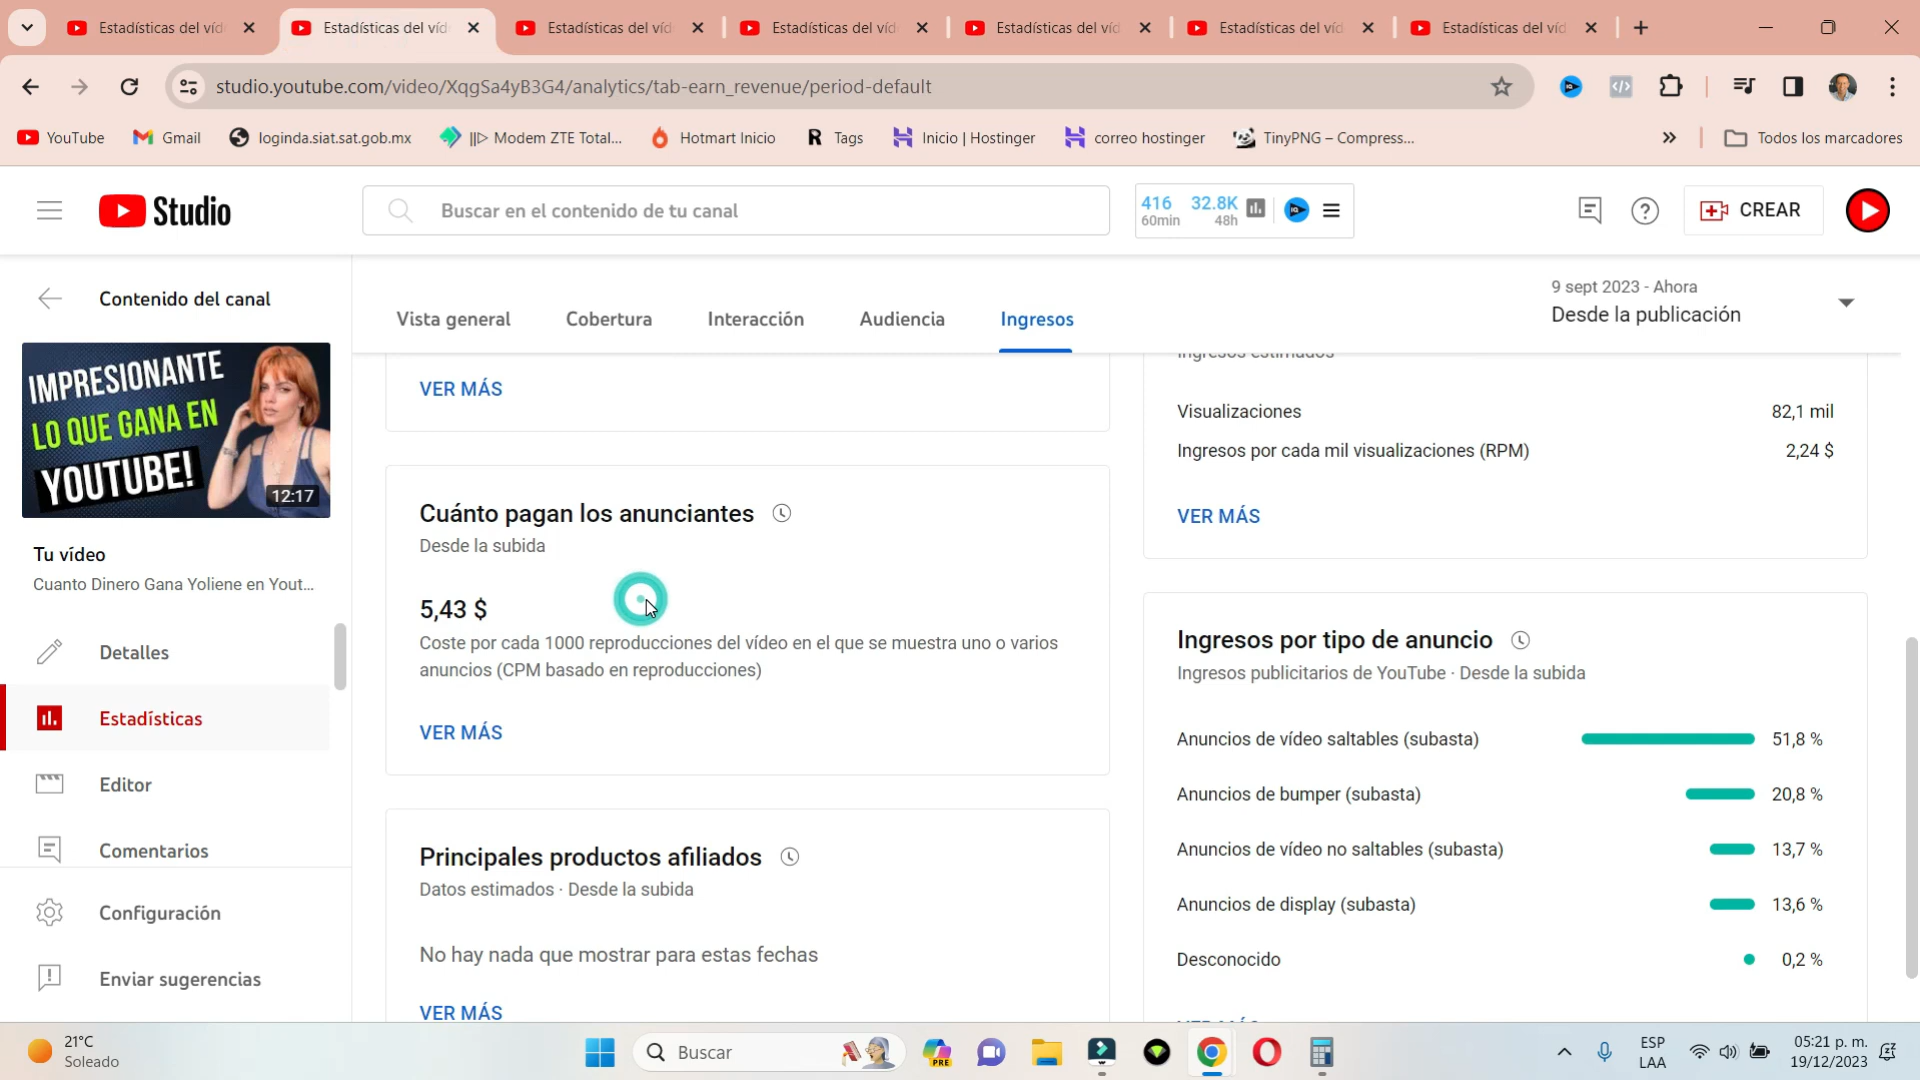 Estadísticas del víd
Estadísticas del víd
Estadísticas del víd
Estadísticas del víd
Estadísticas del víd
Estadísticas del víd
Estadísticas del víd
studio.youtube.com/video/XqgSa4yB3G4/analytics/tab-earn_revenue/period-default
YouTube
Gmail
loginda.siat.sat.gob.mx
||▷ Modem ZTE Total...
Hotmart Inicio
Tags
Inicio | Hostinger
correo hostinger
TinyPNG – Compress...
Todos los marcadores
Studio
Buscar en el contenido de tu canal
416
60min
32.8K
48h
CREAR
Contenido del canal
IMPRESIONANTE
LO QUE GANA EN
YOUTUBE!
12:17
Tu vídeo
Cuanto Dinero Gana Yoliene en Yout...
Detalles
Estadísticas
Editor
Comentarios
Configuración
Enviar sugerencias
Vista general
Cobertura
Interacción
Audiencia
Ingresos
9 sept 2023 - Ahora
Desde la publicación
VER MÁS
Cuánto pagan los anunciantes
Desde la subida
5,43 $
Coste por cada 1000 reproducciones del vídeo en el que se muestra uno o varios
anuncios (CPM basado en reproducciones)
VER MÁS
Principales productos afiliados
Datos estimados · Desde la subida
No hay nada que mostrar para estas fechas
VER MÁS
Ingresos estimados
Visualizaciones 82,1 mil
Ingresos por cada mil visualizaciones (RPM) 2,24 $
VER MÁS
Ingresos por tipo de anuncio
Ingresos publicitarios de YouTube · Desde la subida
Anuncios de vídeo saltables (subasta) 51,8 %
Anuncios de bumper (subasta) 20,8 %
Anuncios de vídeo no saltables (subasta) 13,7 %
Anuncios de display (subasta) 13,6 %
Desconocido 0,2 %
VER MÁS
21°C
Soleado
Buscar
PRE
ESP
LAA
05:21 p. m.
19/12/2023